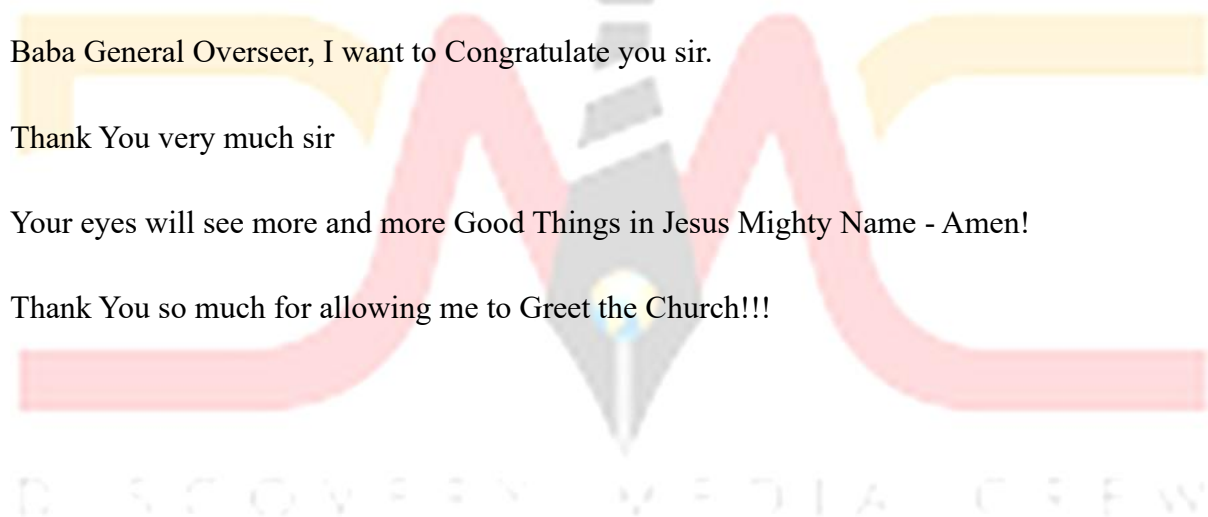 Baba General Overseer, I want to Congratulate you sir.
Thank You very much sir
Your eyes will see more and more Good Things in Jesus Mighty Name - Amen!
Thank You so much for allowing me to Greet the Church!!!
DISCOVERY MEDIA CREW